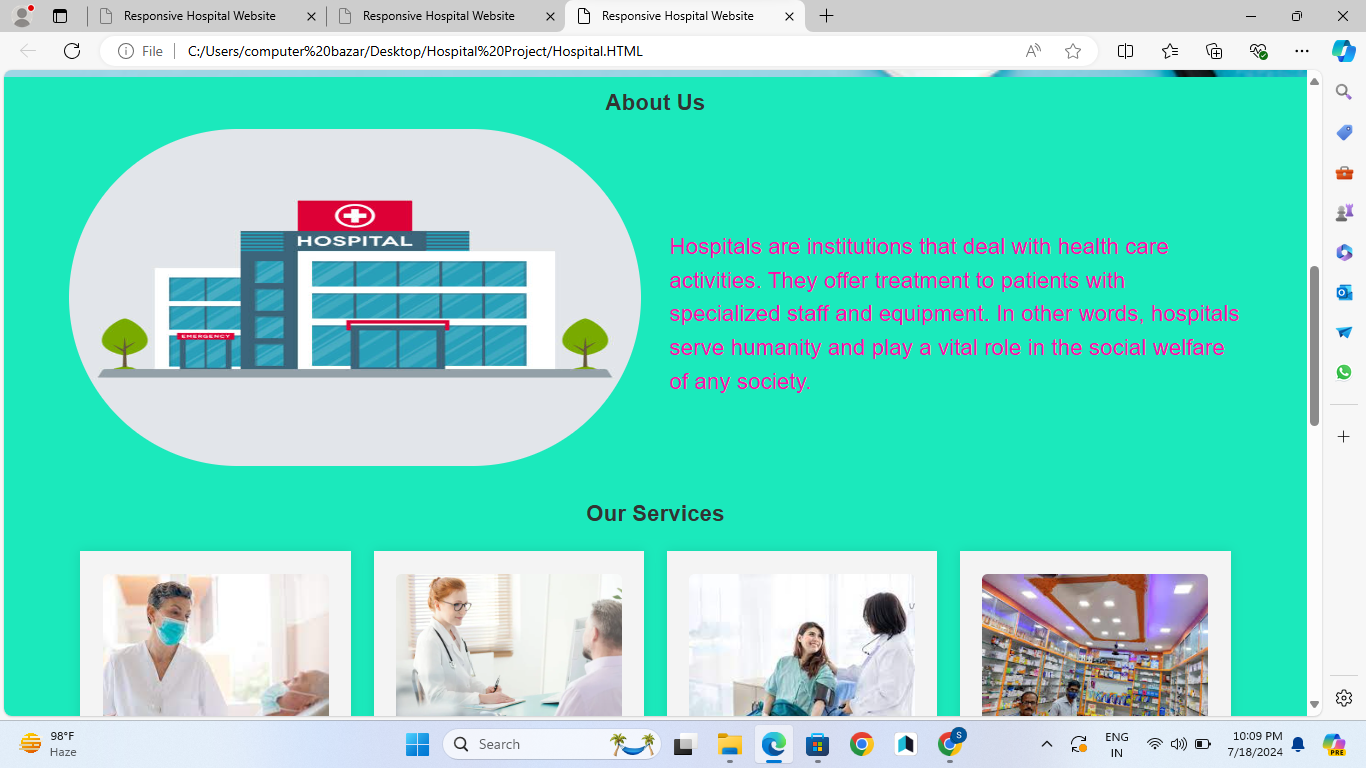 Responsive Hospital Website
Responsive Hospital Website
Responsive Hospital Website
File
C:/Users/computer%20bazar/Desktop/Hospital%20Project/Hospital.HTML
About Us
HOSPITAL
EMERGENCY
Hospitals are institutions that deal with health care
activities. They offer treatment to patients with
specialized staff and equipment. In other words, hospitals
serve humanity and play a vital role in the social welfare
of any society.
Our Services
98°F
Haze
Search
S
ENG
IN
10:09 PM
7/18/2024
PRE